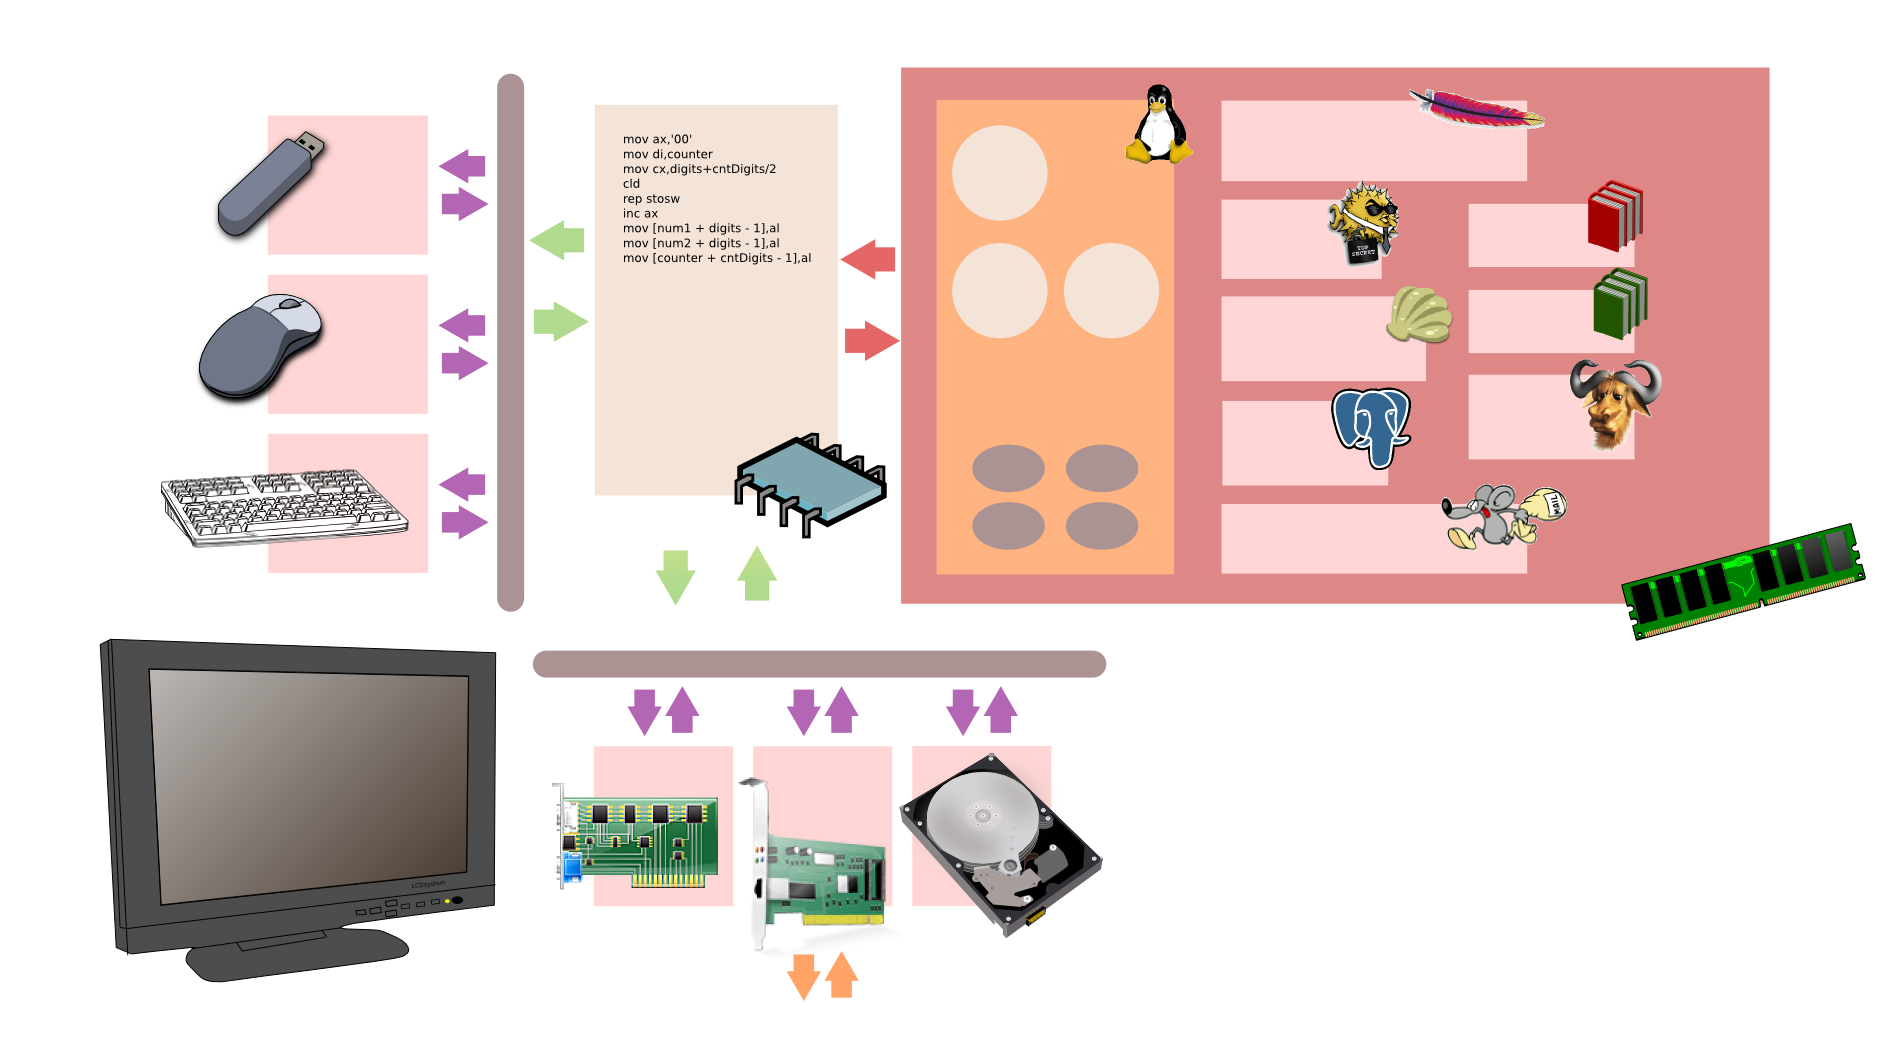 mov ax,'00'
mov di,counter
mov cx,digits+cntDigits/2
cld
rep stosw
inc ax
mov [num1 + digits - 1],al
mov [num2 + digits - 1],al
mov [counter + cntDigits - 1],al
TOP
SECRET
MAIL
LCDsystem